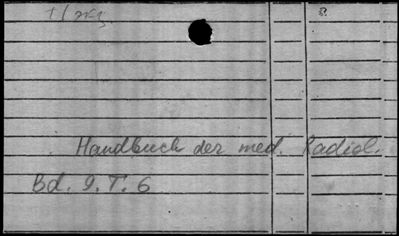 Handbuch der med. Radiol.
Bd. 9. T. 6